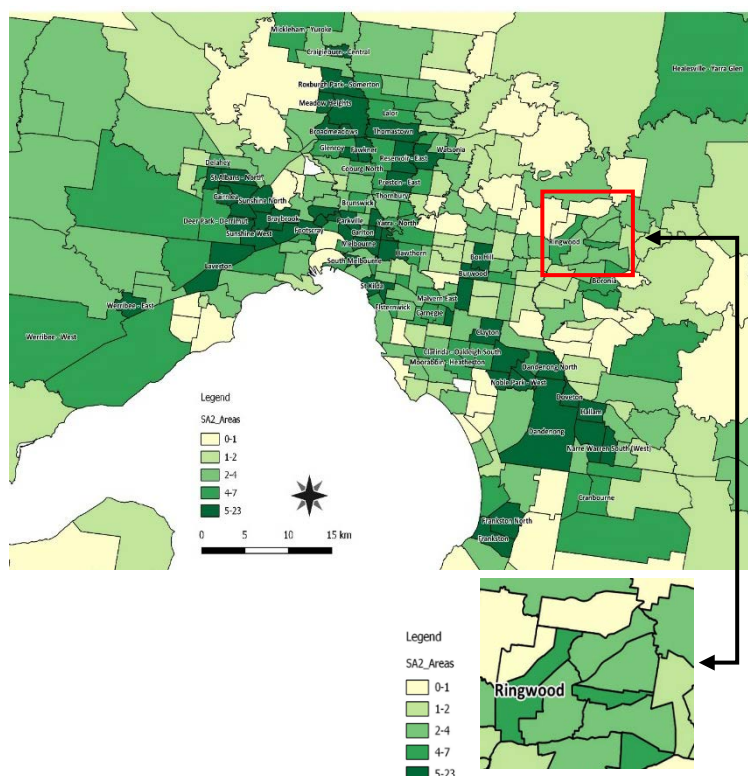 Mickleham - Yuroke
Craigieburn - Central
Healesville - Yarra Glen
Roxburgh Park - Somerton
Meadow Heights
Lalor
Broadmeadows
Thomastown
Glenroy
Fawkner
Watsonia
Reservoir - East
Coburg North
Delahey
St Albans - North
Preston - East
Thornbury
Cairnlea
Sunshine North
Brunswick
Deer Park - Derrimut
Braybrook
Parkville
Yarra - North
Ringwood
Sunshine West
Footscray
Carlton
Melbourne
Hawthorn
Box Hill
Laverton
South Melbourne
Burwood
Boronia
St Kilda
Malvern East
Werribee - East
Elsternwick
Carnegie
Werribee - West
Clayton
Clarinda - Oakleigh South
Moorabbin - Heatherton
Dandenong North
Noble Park - West
Doveton
Hallam
Dandenong
Narre Warren South (West)
Cranbourne
Frankston North
Frankston
Legend
SA2_Areas
0-1
1-2
2-4
4-7
5-23
0 5 10 15 km
Legend
SA2_Areas
0-1
1-2
2-4
4-7
5-23
Ringwood